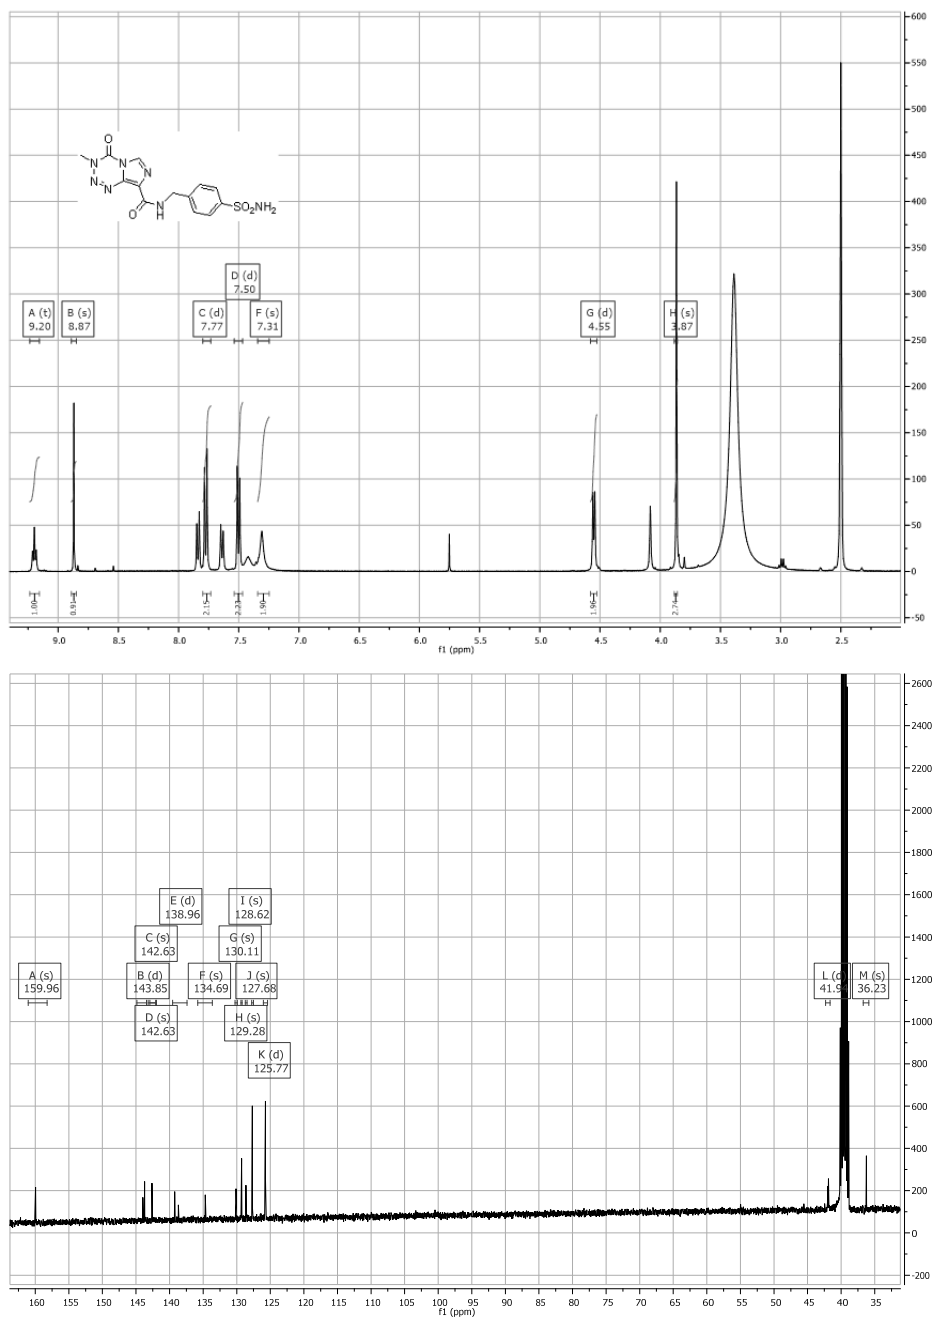 600
550
500
450
400
350
300
250
200
150
100
50
0
-50
O
N
N
N
N
N
N
O
N
H
SO2NH2
D (d)
7.50
A (t)
9.20
B (s)
8.87
C (d)
7.77
F (s)
7.31
G (d)
4.55
H (s)
3.87
1.00
0.91
2.15
2.23
1.90
1.96
2.74
9.0 8.5 8.0 7.5 7.0 6.5 6.0 5.5 5.0 4.5 4.0 3.5 3.0 2.5
f1 (ppm)
2600
2400
2200
2000
1800
1600
1400
1200
1000
800
600
400
200
0
-200
E (d)
138.96
I (s)
128.62
C (s)
142.63
G (s)
130.11
A (s)
159.96
B (d)
143.85
F (s)
134.69
J (s)
127.68
L (d)
41.94
M (s)
36.23
D (s)
142.63
H (s)
129.28
K (d)
125.77
160 155 150 145 140 135 130 125 120 115 110 105 100 95 90 85 80 75 70 65 60 55 50 45 40 35
f1 (ppm)